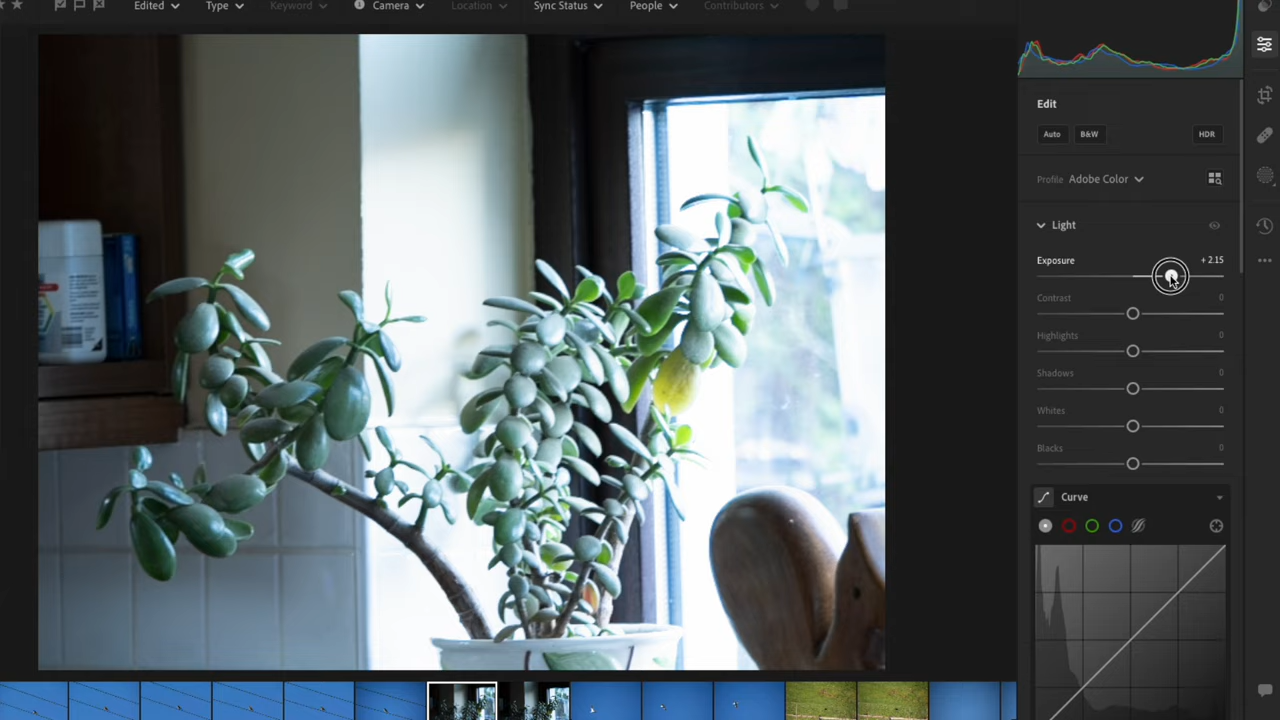 Edited Type Keyword Camera Location Sync Status People Contributors
Edit
Auto B&W HDR
Profile Adobe Color
Light
Exposure + 2.15
Contrast 0
Highlights 0
Shadows 0
Whites 0
Blacks 0
Curve